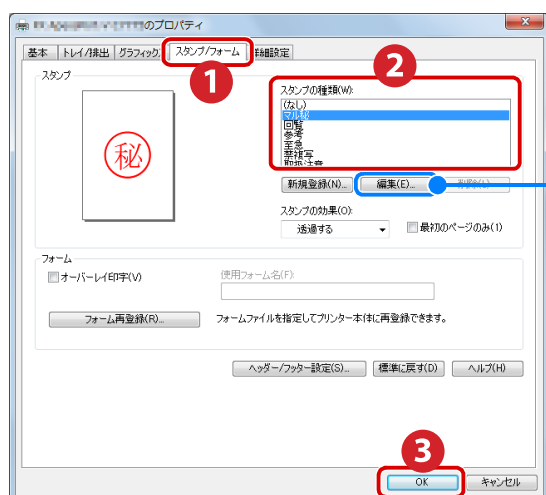 のプロパティ
基本 トレイ/排出 グラフィック スタンプ/フォーム 詳細設定
1
2
スタンプ
スタンプの種類(W):
(なし)
マル秘
回覧
参考
至急
禁複写
取扱注意
秘
新規登録(N)... 編集(E)...
スタンプの効果(O):
透過する 最初のページのみ(1)
フォーム
オーバーレイ印字(V) 使用フォーム名(F):
フォーム再登録(R)... フォームファイルを指定してプリンター本体に再登録できます。
ヘッダー/フッター設定(S)... 標準に戻す(D) ヘルプ(H)
3
OK キャンセル